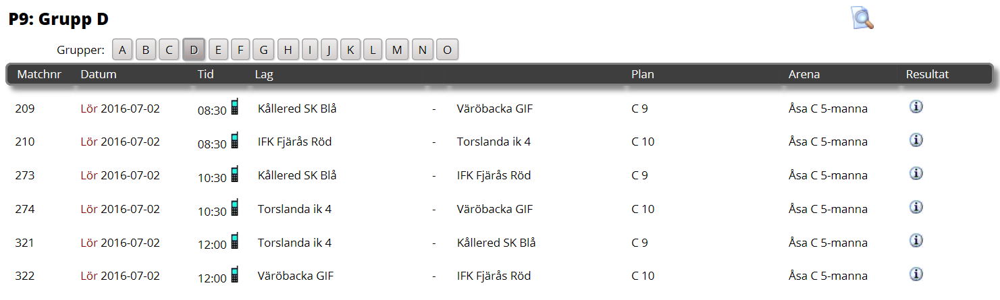 P9: Grupp D
Grupper: A B C D E F G H I J K L M N O
Matchnr Datum Tid Lag Plan Arena Resultat
209 Lör 2016-07-02 08:30 Kållered SK Blå - Väröbacka GIF C 9 Åsa C 5-manna
210 Lör 2016-07-02 08:30 IFK Fjärås Röd - Torslanda ik 4 C 10 Åsa C 5-manna
273 Lör 2016-07-02 10:30 Kållered SK Blå - IFK Fjärås Röd C 9 Åsa C 5-manna
274 Lör 2016-07-02 10:30 Torslanda ik 4 - Väröbacka GIF C 10 Åsa C 5-manna
321 Lör 2016-07-02 12:00 Torslanda ik 4 - Kållered SK Blå C 9 Åsa C 5-manna
322 Lör 2016-07-02 12:00 Väröbacka GIF - IFK Fjärås Röd C 10 Åsa C 5-manna